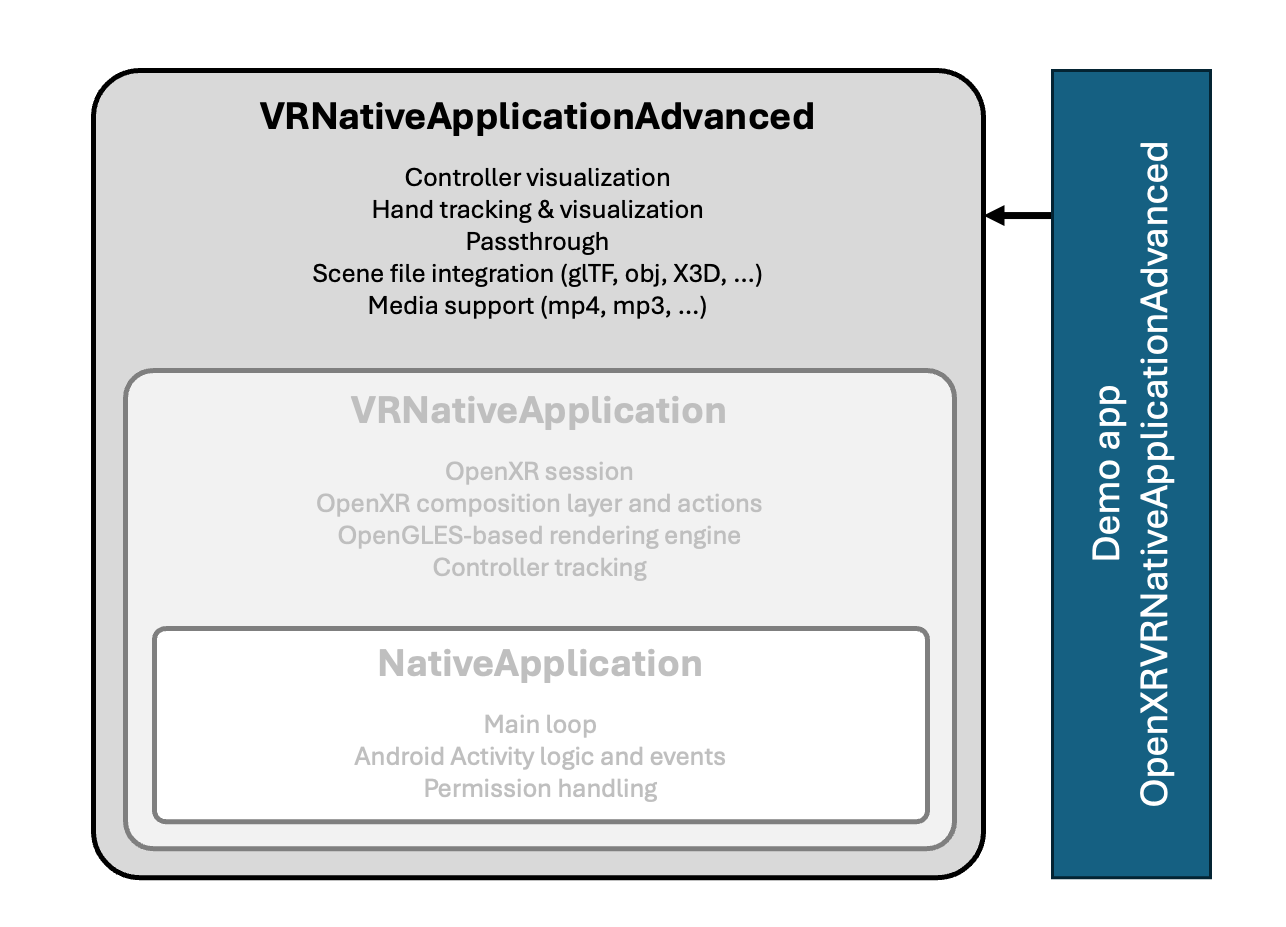 VRNativeApplicationAdvanced
Controller visualization
Hand tracking & visualization
Passthrough
Scene file integration (glTF, obj, X3D, ...)
Media support (mp4, mp3, ...)
VRNativeApplication
OpenXR session
OpenXR composition layer and actions
OpenGLES-based rendering engine
Controller tracking
NativeApplication
Main loop
Android Activity logic and events
Permission handling
Demo app
OpenXRVRNativeApplicationAdvanced